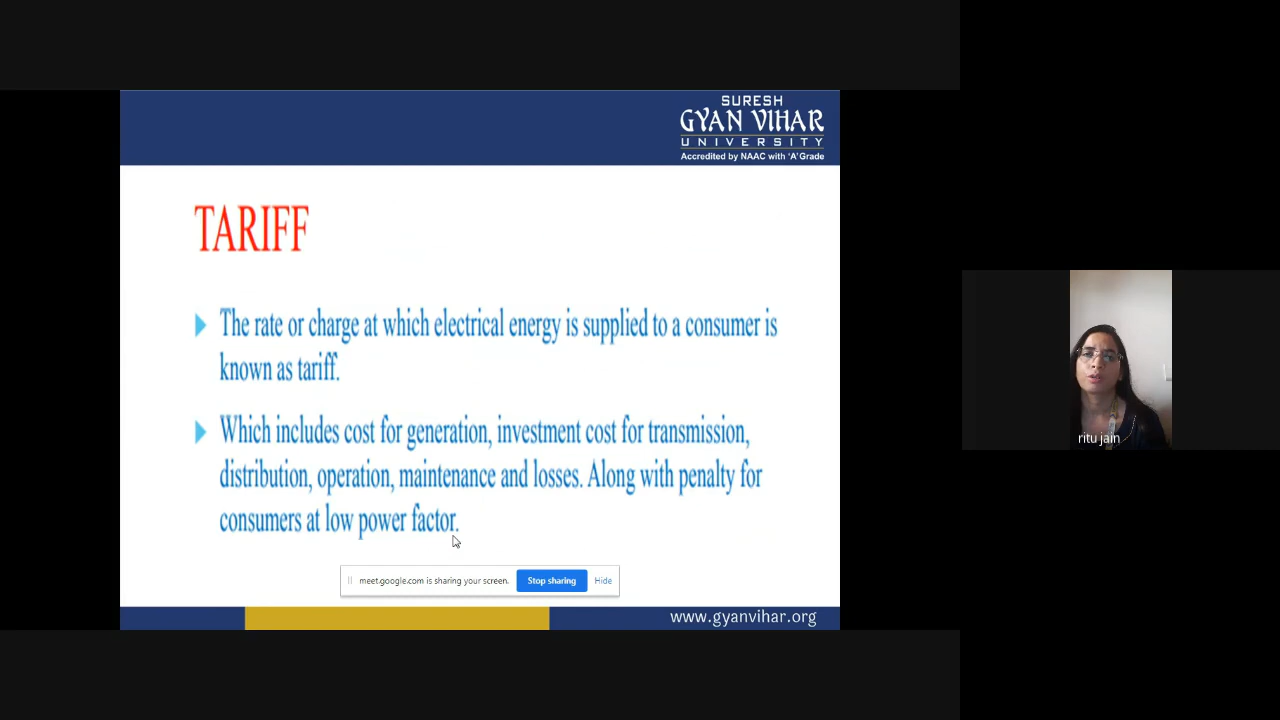 SURESH
GYAN VIHAR
UNIVERSITY
Accredited by NAAC with 'A' Grade
TARIFF
The rate or charge at which electrical energy is supplied to a consumer is
known as tariff.
Which includes cost for generation, investment cost for transmission,
distribution, operation, maintenance and losses. Along with penalty for
consumers at low power factor.
meet.google.com is sharing your screen. Stop sharing Hide
www.gyanvihar.org
ritu jain